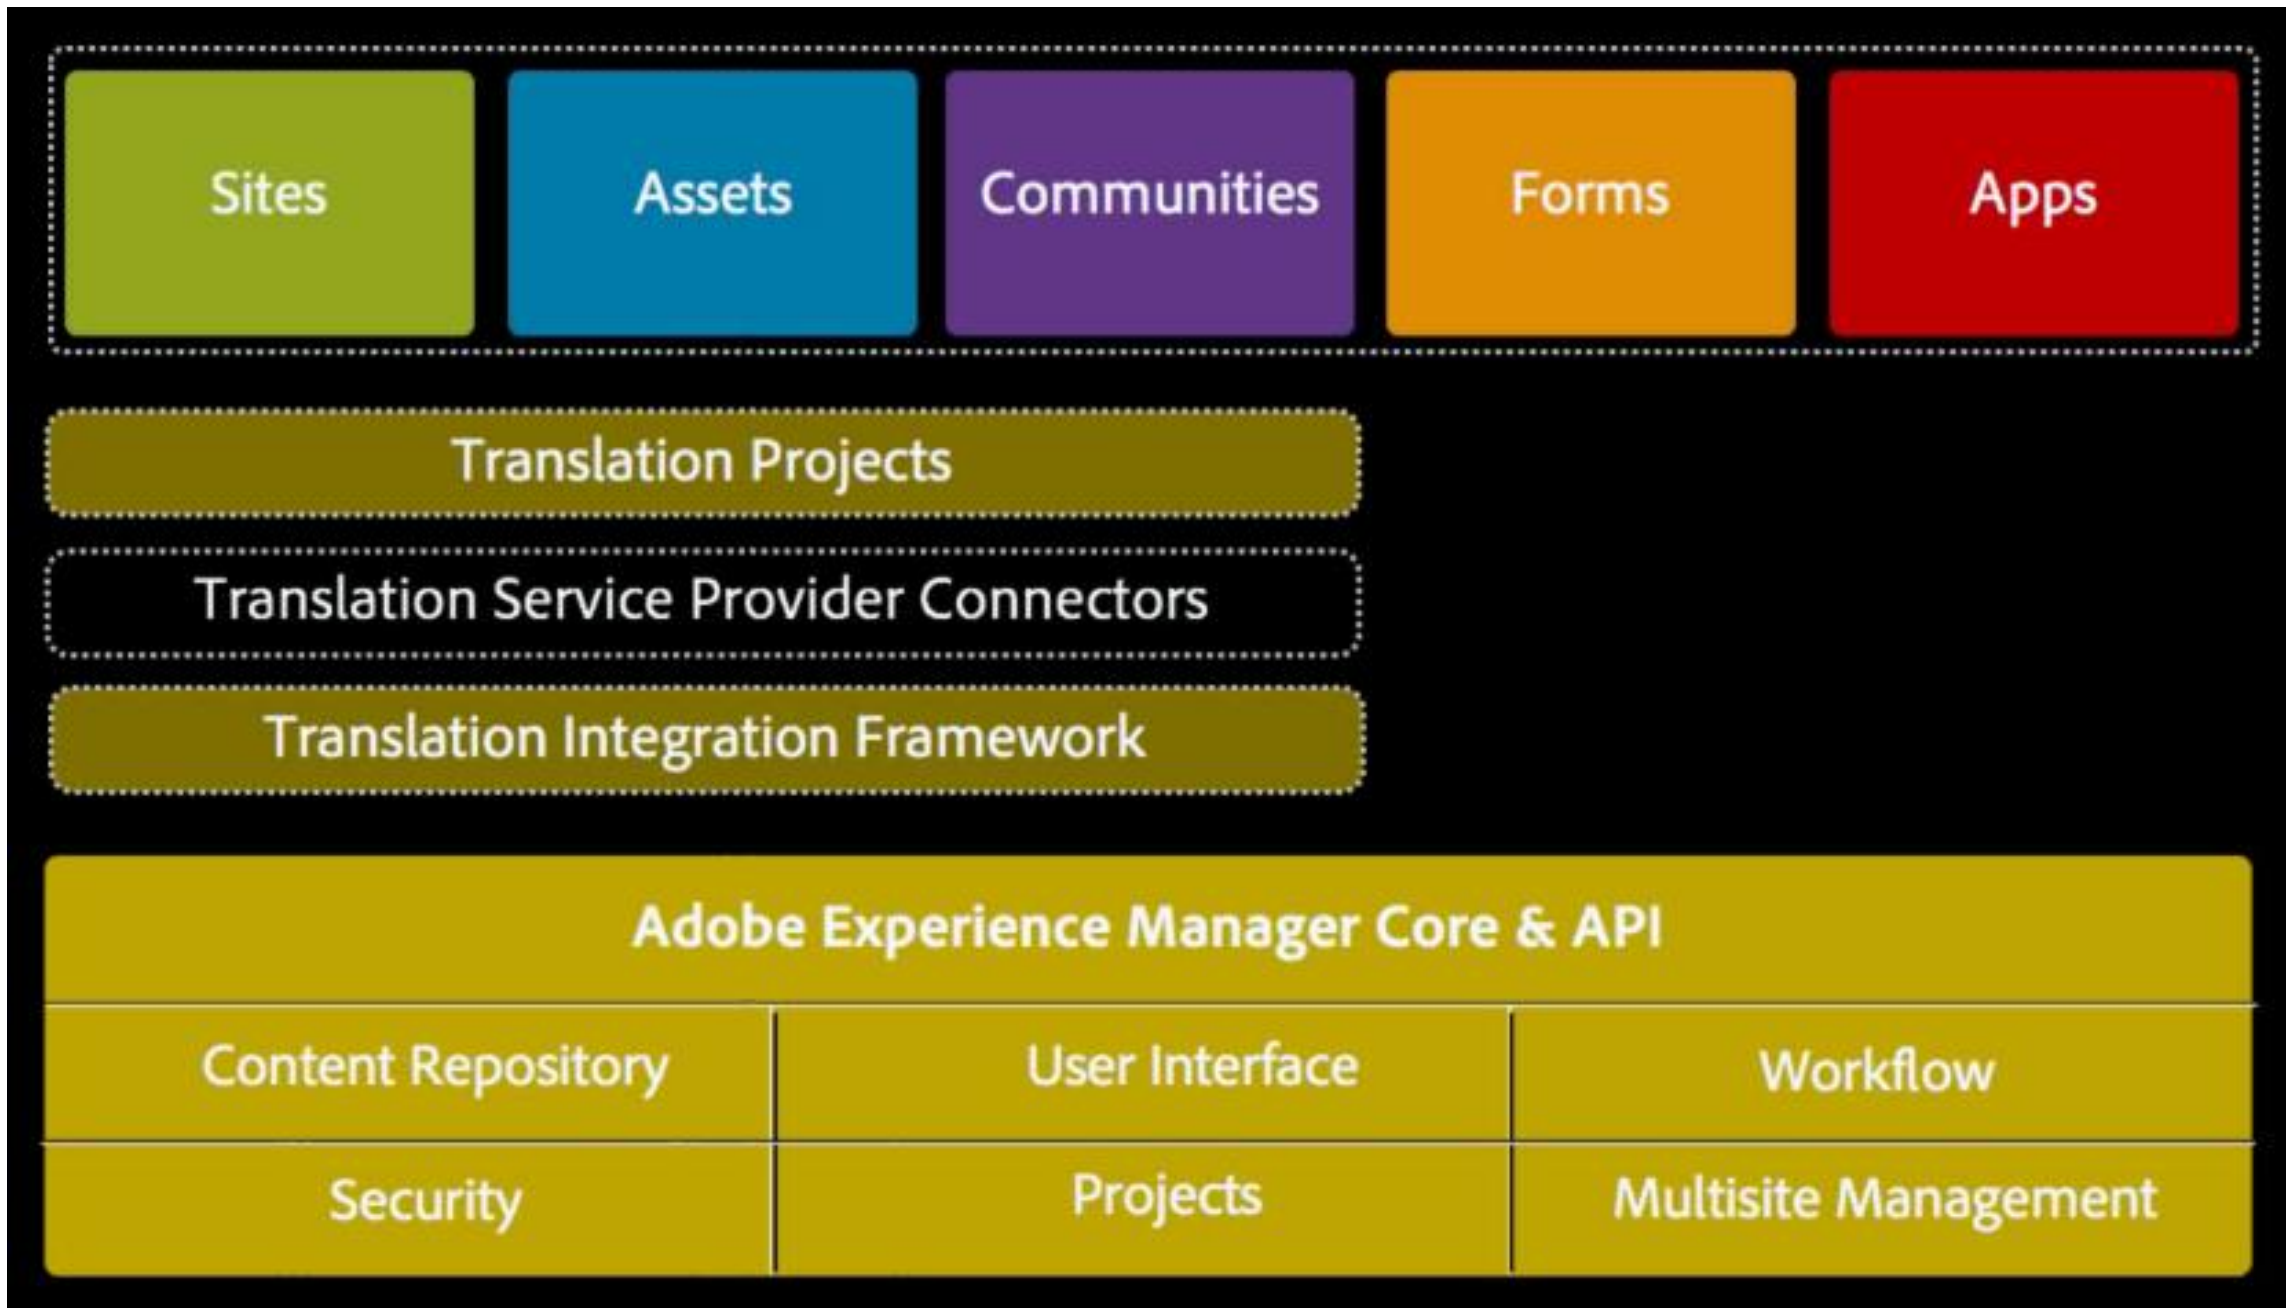 Sites
Assets
Communities
Forms
Apps
Translation Projects
Translation Service Provider Connectors
Translation Integration Framework
Adobe Experience Manager Core & API
Content Repository
User Interface
Workflow
Security
Projects
Multisite Management